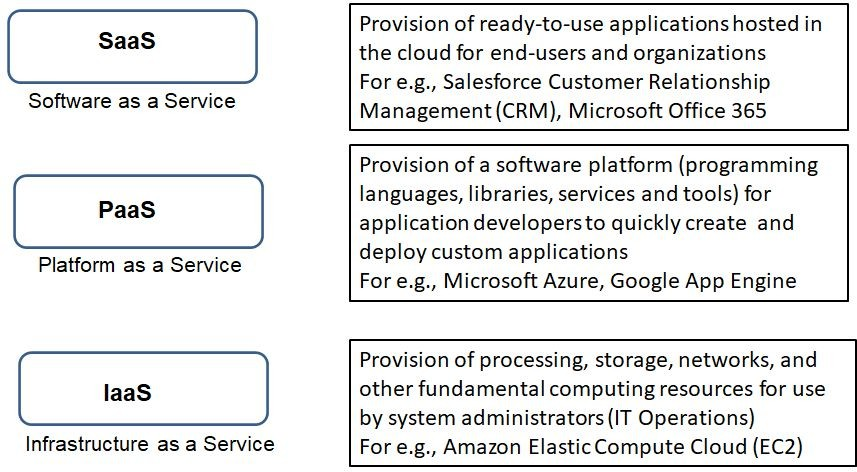 SaaS
Software as a Service
Provision of ready-to-use applications hosted in
the cloud for end-users and organizations
For e.g., Salesforce Customer Relationship
Management (CRM), Microsoft Office 365
PaaS
Platform as a Service
Provision of a software platform (programming
languages, libraries, services and tools) for
application developers to quickly create and
deploy custom applications
For e.g., Microsoft Azure, Google App Engine
IaaS
Infrastructure as a Service
Provision of processing, storage, networks, and
other fundamental computing resources for use
by system administrators (IT Operations)
For e.g., Amazon Elastic Compute Cloud (EC2)